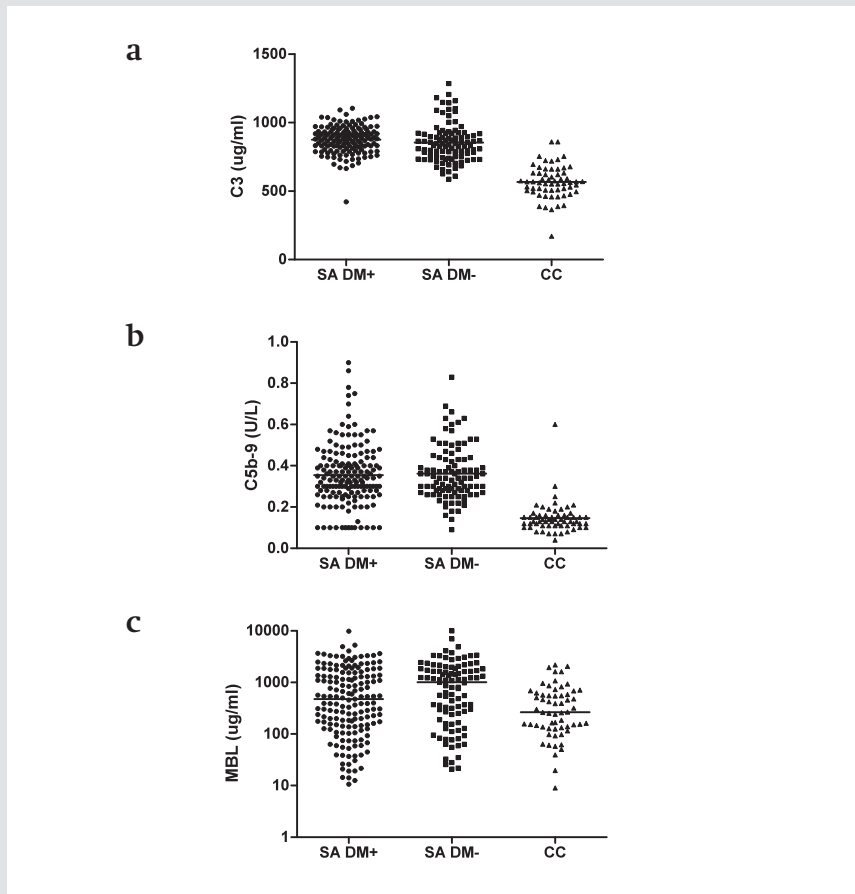 a
C3 (ug/ml)
1500
1000
500
0
SA DM+ SA DM- CC
b
C5b-9 (U/L)
1.0
0.8
0.6
0.4
0.2
0.0
SA DM+ SA DM- CC
c
MBL (ug/ml)
10000
1000
100
10
1
SA DM+ SA DM- CC